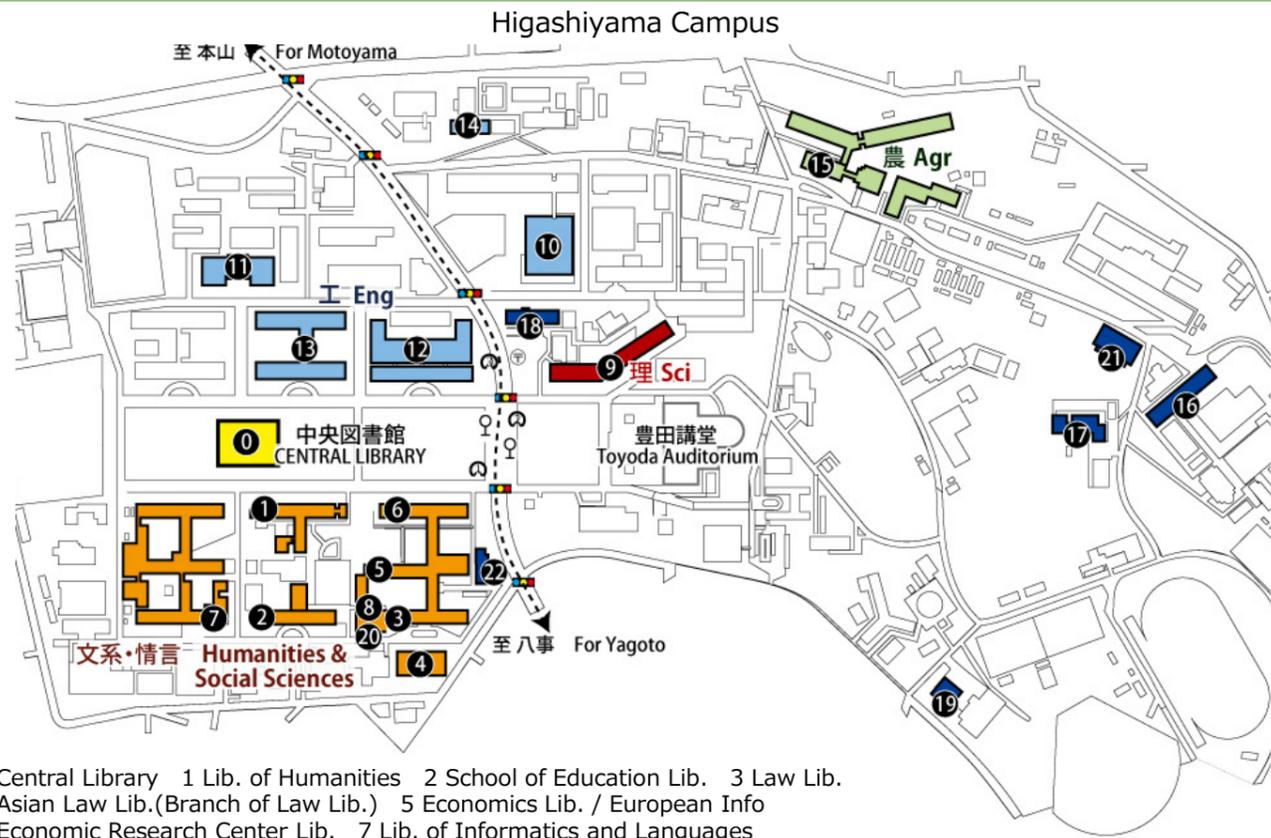 Higashiyama Campus
至 本山 For Motoyama
14
15
農 Agr
10
11
工 Eng
18
13
12
9
理 Sci
21
16
17
0
中央図書館
CENTRAL LIBRARY
豊田講堂
Toyoda Auditorium
1
6
5
22
8
7
2
3
20
至 八事 For Yagoto
文系・情言 Humanities &
Social Sciences
4
19
Central Library 1 Lib. of Humanities 2 School of Education Lib. 3 Law Lib.
Asian Law Lib.(Branch of Law Lib.) 5 Economics Lib. / European Info
Economic Research Center Lib. 7 Lib. of Informatics and Languages